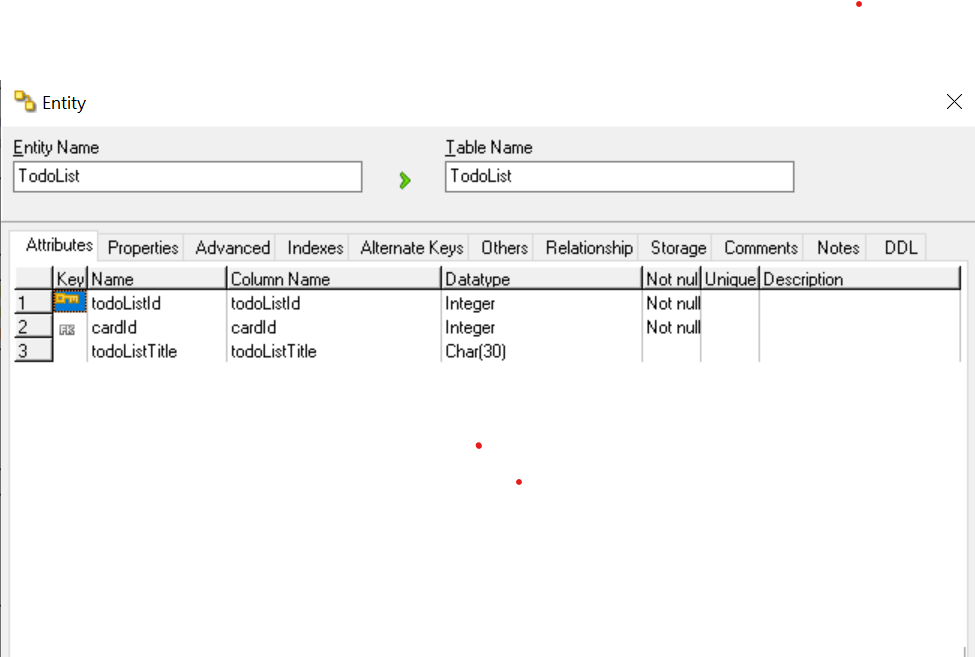 Entity
Entity Name Table Name
TodoList TodoList
Attributes Properties Advanced Indexes Alternate Keys Others Relationship Storage Comments Notes DDL
Key Name Column Name Datatype Not nul Unique Description
1 todoListId todoListId Integer Not null
2 FK cardId cardId Integer Not null
3 todoListTitle todoListTitle Char(30)